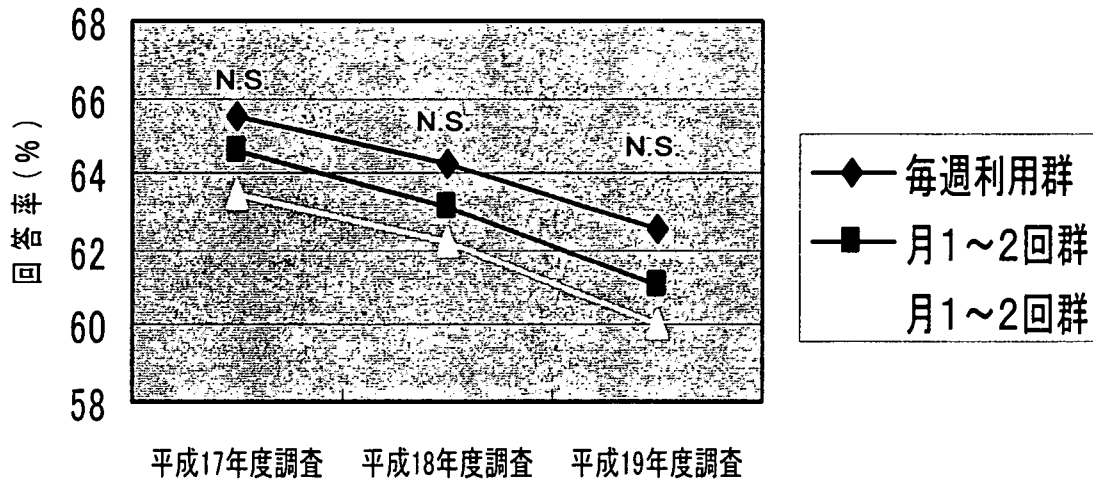 68
66
64
62
60
58
回答率(%)
N.S.
N.S.
N.S.
平成17年度調査
平成18年度調査
平成19年度調査
毎週利用群
月1～2回群
月1～2回群